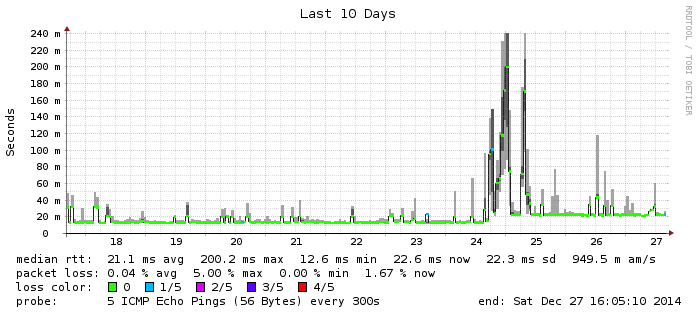 Last 10 Days
RRDTOOL / TOBI OETIKER
Seconds
240 m
220 m
200 m
180 m
160 m
140 m
120 m
100 m
80 m
60 m
40 m
20 m
0
18 19 20 21 22 23 24 25 26 27
median rtt: 21.1 ms avg 200.2 ms max 12.6 ms min 22.6 ms now 22.3 ms sd 949.5 m am/s
packet loss: 0.04 % avg 5.00 % max 0.00 % min 1.67 % now
loss color: 0 1/5 2/5 3/5 4/5
probe: 5 ICMP Echo Pings (56 Bytes) every 300s end: Sat Dec 27 16:05:10 2014